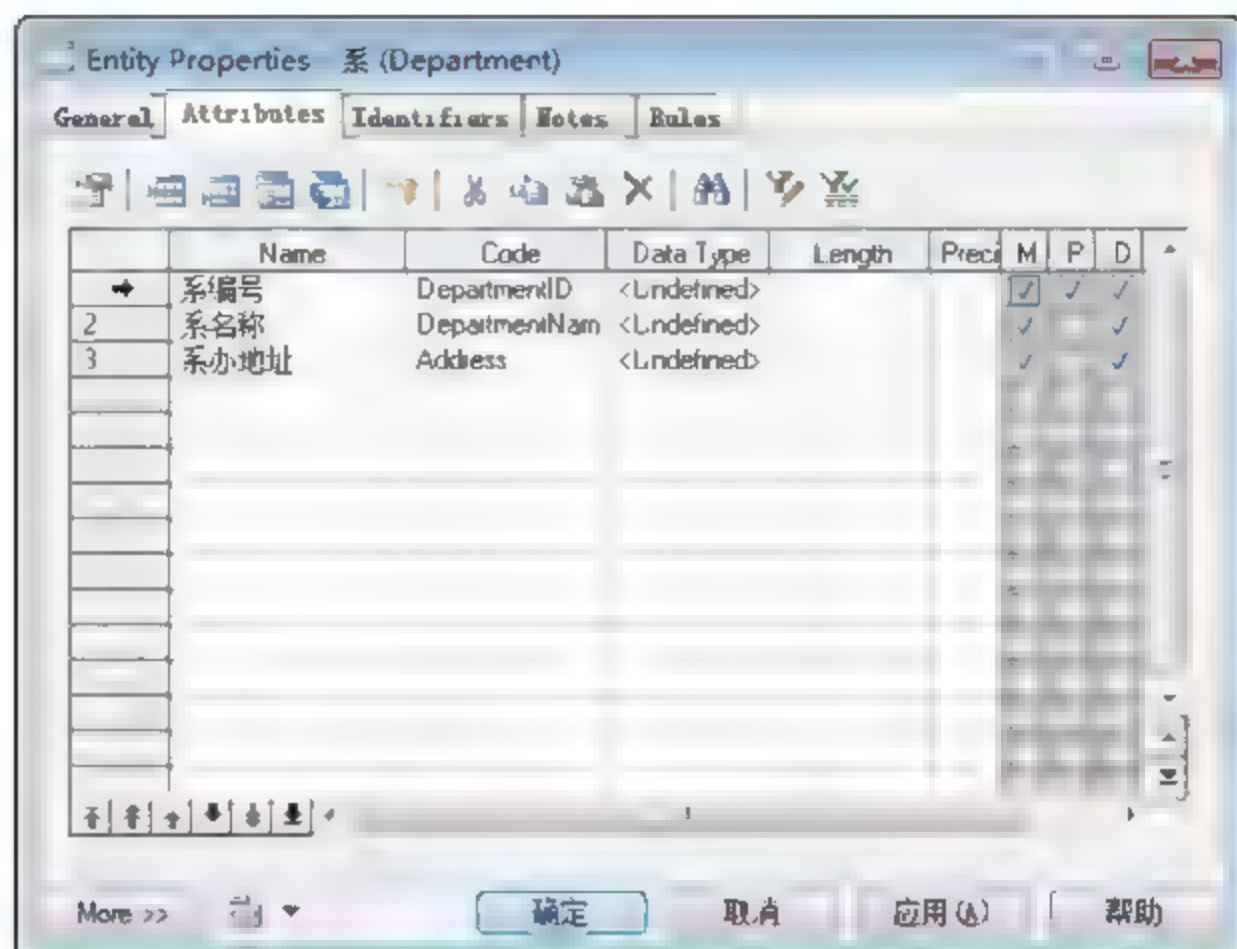 Entity Properties 系 (Department)
General Attributes Identifiers Notes Rules
Name Code Data Type Length Preci M P D
系编号 DepartmentID <Undefined>
2 系名称 DepartmentNam <Undefined>
3 系办地址 Address <Undefined>
More >> 确定 取消 应用(A) 帮助